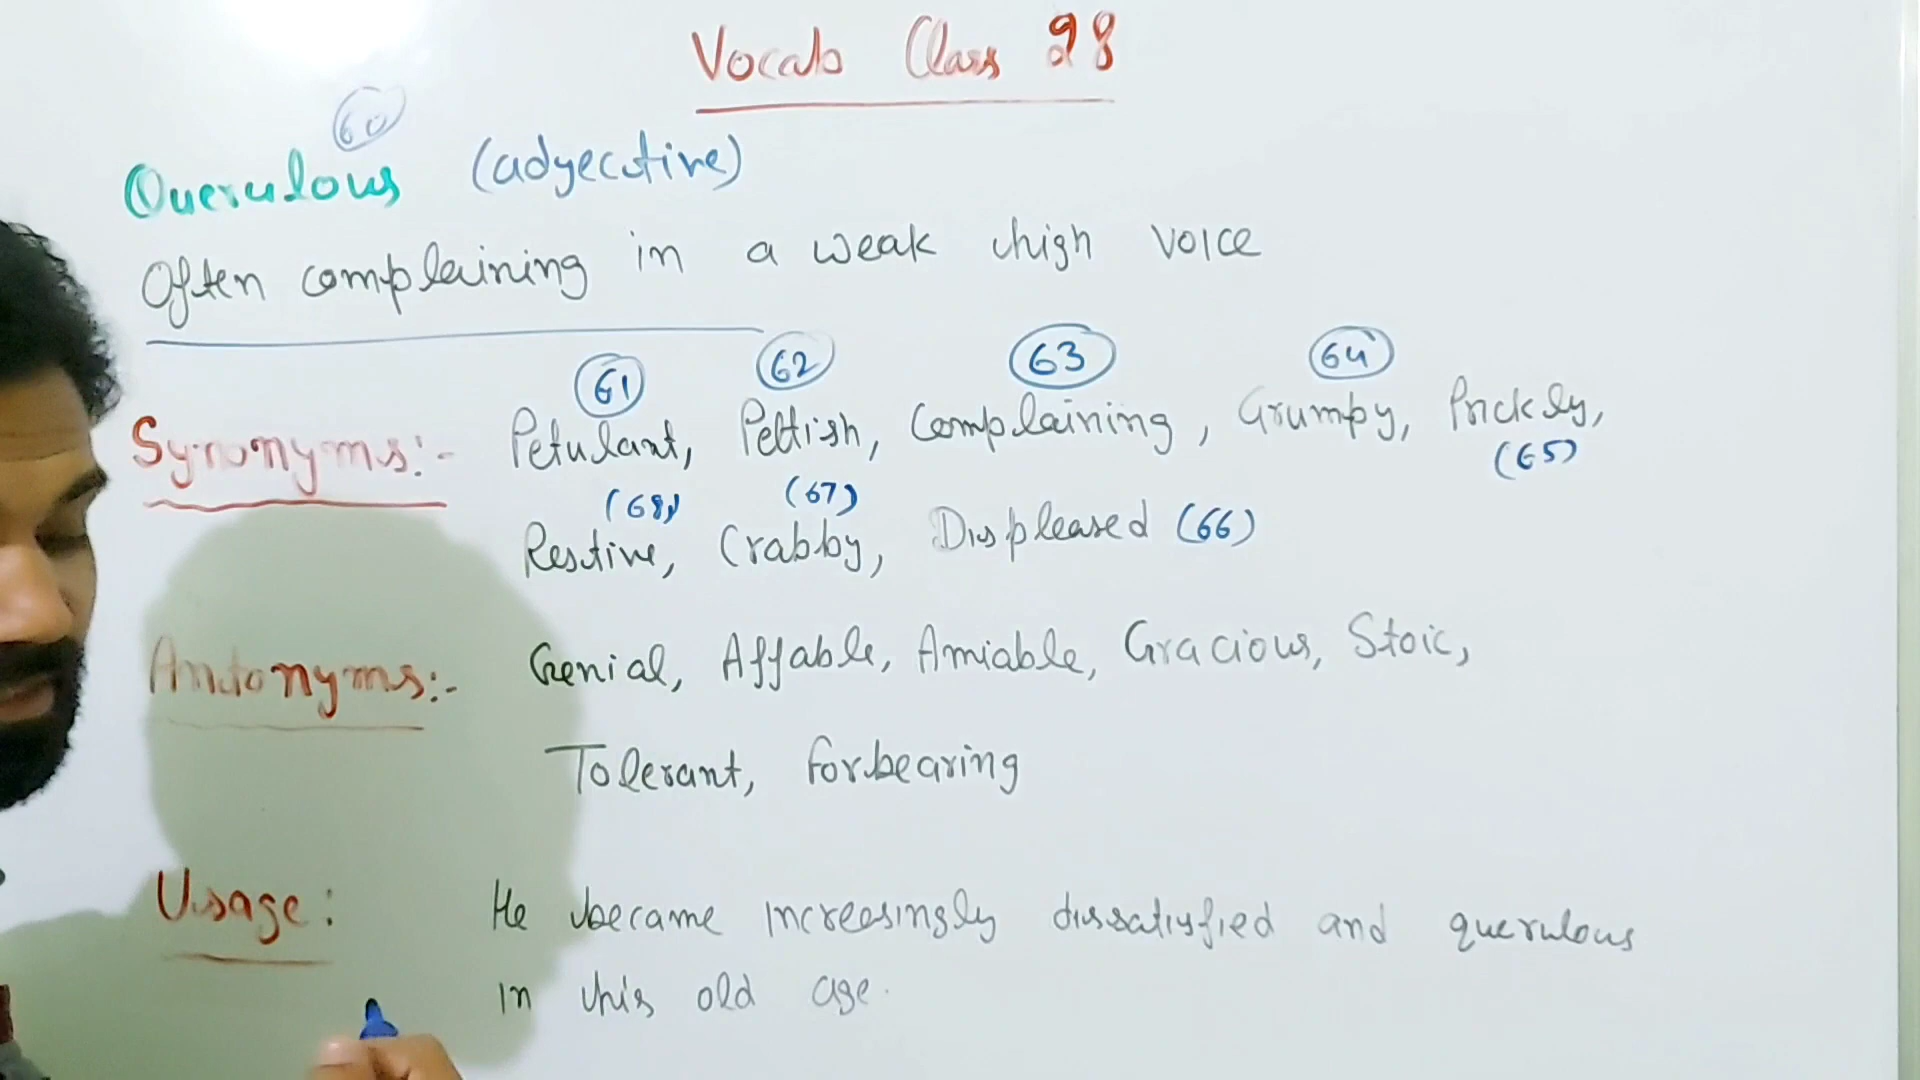 Vocab Class 28
60
Querulous (adjective)
Often complaining in a weak high voice
61 62 63 64
Synonyms:- Petulant, Pettish, Complaining, Grumpy, Prickly,
(65)
(68) (67)
Restive, Crabby, Displeased (66)
Antonyms:- Genial, Affable, Amiable, Gracious, Stoic,
Tolerant, Forbearing
Usage: He became increasingly dissatisfied and querulous
in his old age.